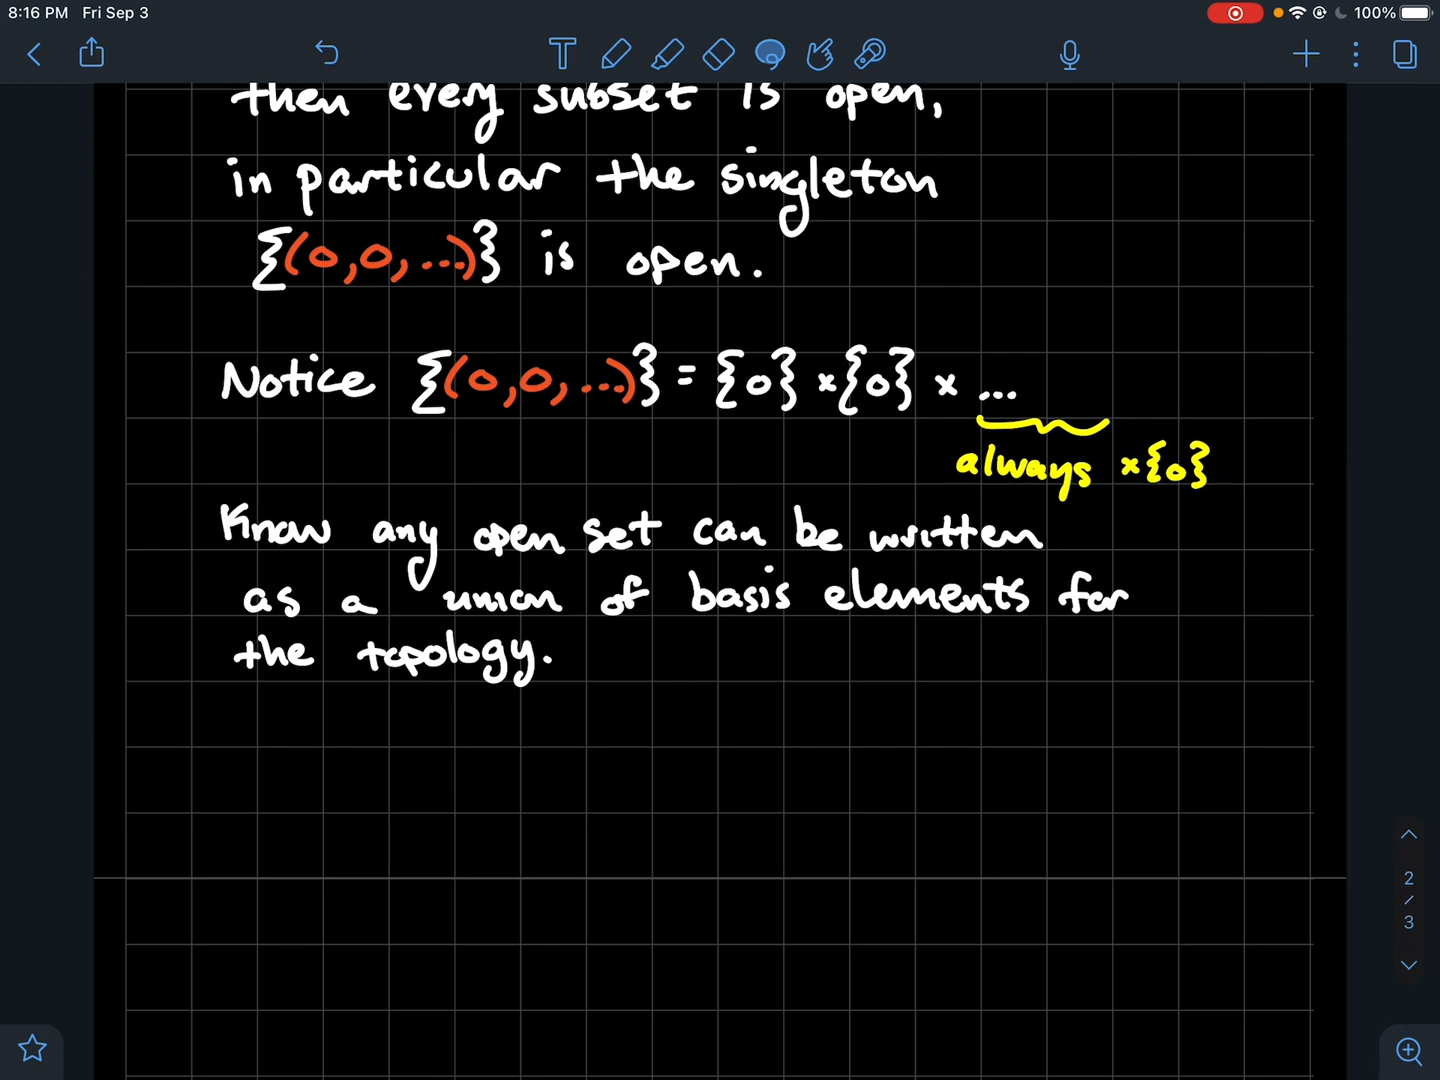 8:16 PM Fri Sep 3
100%
T
then every subset is open,
in particular the singleton
{(0,0,...)} is open.
Notice {(0,0,...)} = {0} × {0} × ...
always ×{0}
Know any open set can be written
as a union of basis elements for
the topology.
2
/
3